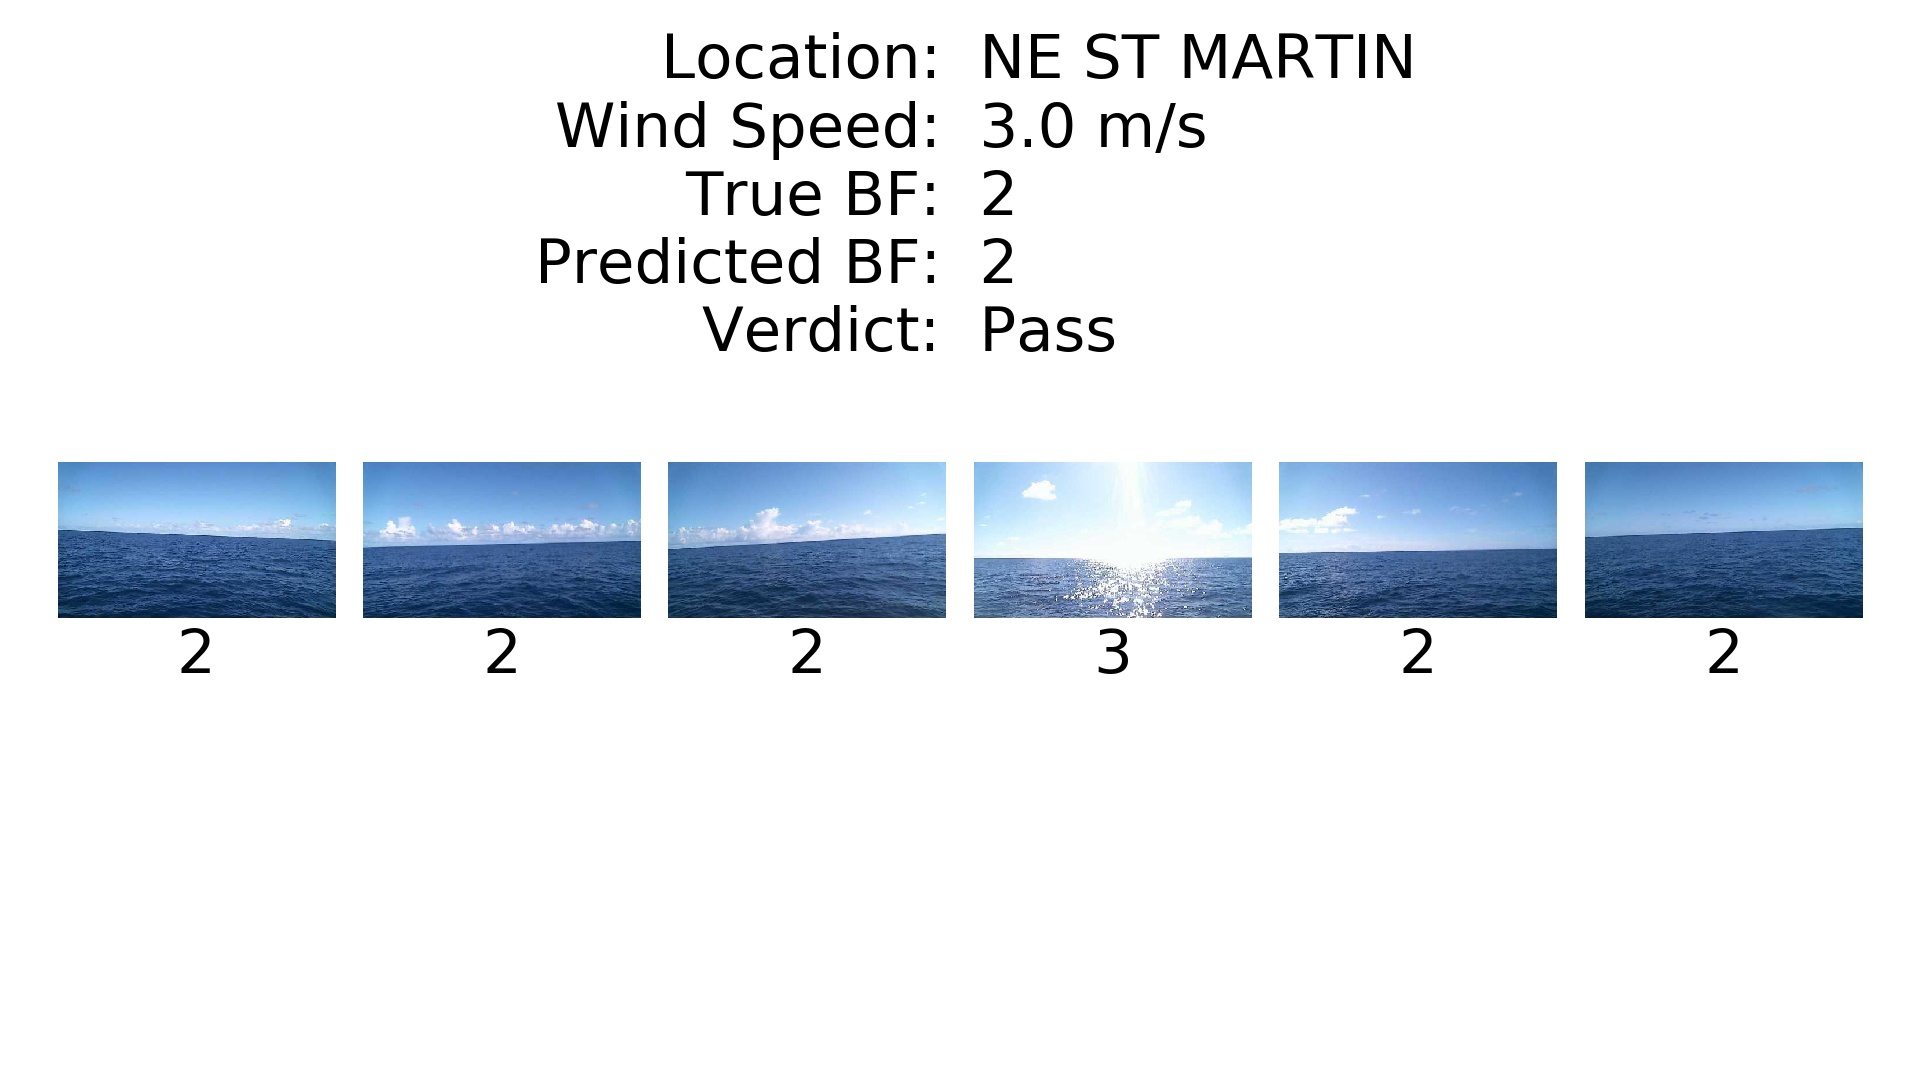 Location: NE ST MARTIN
Wind Speed: 3.0 m/s
True BF: 2
Predicted BF: 2
Verdict: Pass
2 2 2 3 2 2